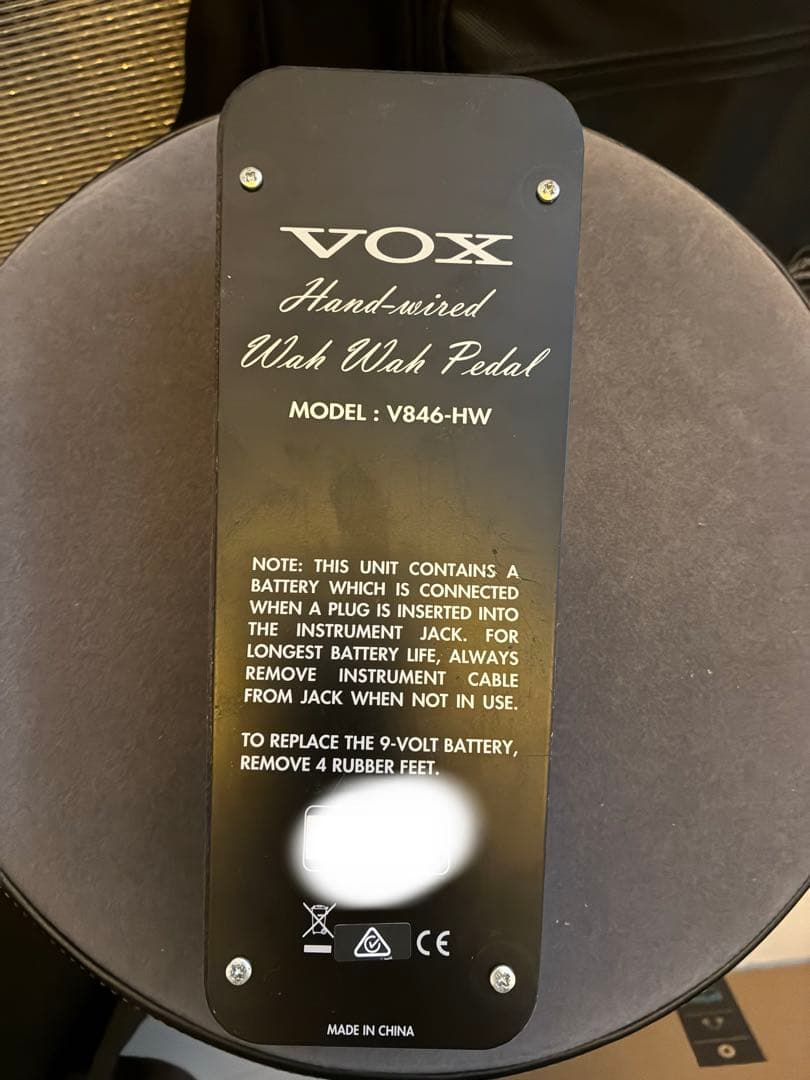 VOX
Hand-wired
Wah Wah Pedal
MODEL : V846-HW
NOTE: THIS UNIT CONTAINS A
BATTERY WHICH IS CONNECTED
WHEN A PLUG IS INSERTED INTO
THE INSTRUMENT JACK. FOR
LONGEST BATTERY LIFE, ALWAYS
REMOVE INSTRUMENT CABLE
FROM JACK WHEN NOT IN USE.
TO REPLACE THE 9-VOLT BATTERY,
REMOVE 4 RUBBER FEET.
CE
MADE IN CHINA